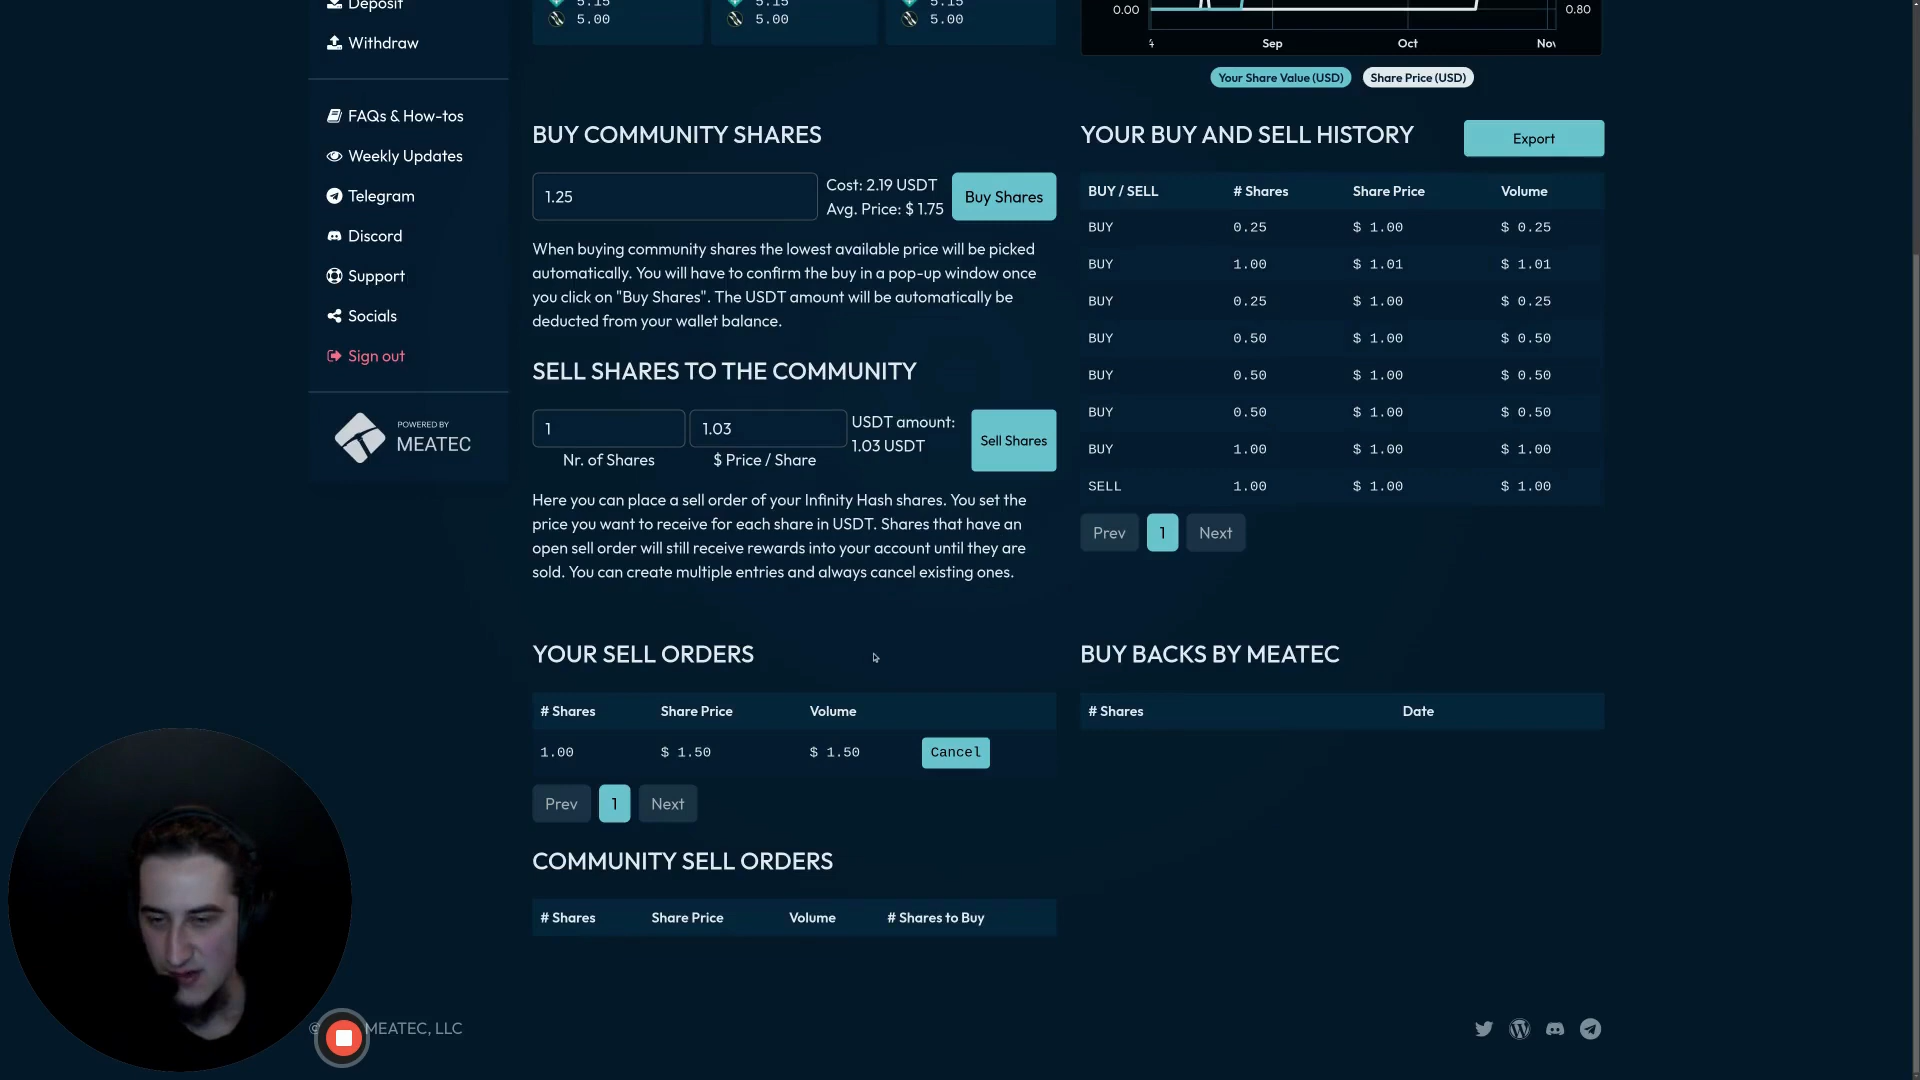 Deposit
Withdraw
FAQs & How-tos
Weekly Updates
Telegram
Discord
Support
Socials
Sign out
POWERED BY
MEATEC
5.15
5.00
5.15
5.00
5.15
5.00
0.00
0.80
Sep
Oct
Your Share Value (USD)
Share Price (USD)
BUY COMMUNITY SHARES
1.25
Cost: 2.19 USDT
Avg. Price: $ 1.75
Buy Shares
When buying community shares the lowest available price will be picked
automatically. You will have to confirm the buy in a pop-up window once
you click on "Buy Shares". The USDT amount will be automatically be
deducted from your wallet balance.
SELL SHARES TO THE COMMUNITY
1
1.03
USDT amount:
1.03 USDT
Sell Shares
Nr. of Shares
$ Price / Share
Here you can place a sell order of your Infinity Hash shares. You set the
price you want to receive for each share in USDT. Shares that have an
open sell order will still receive rewards into your account until they are
sold. You can create multiple entries and always cancel existing ones.
YOUR BUY AND SELL HISTORY
Export
BUY / SELL # Shares Share Price Volume
BUY 0.25 $ 1.00 $ 0.25
BUY 1.00 $ 1.01 $ 1.01
BUY 0.25 $ 1.00 $ 0.25
BUY 0.50 $ 1.00 $ 0.50
BUY 0.50 $ 1.00 $ 0.50
BUY 0.50 $ 1.00 $ 0.50
BUY 1.00 $ 1.00 $ 1.00
SELL 1.00 $ 1.00 $ 1.00
Prev 1 Next
YOUR SELL ORDERS
# Shares Share Price Volume
1.00 $ 1.50 $ 1.50 Cancel
Prev 1 Next
BUY BACKS BY MEATEC
# Shares Date
COMMUNITY SELL ORDERS
# Shares Share Price Volume # Shares to Buy
MEATEC, LLC